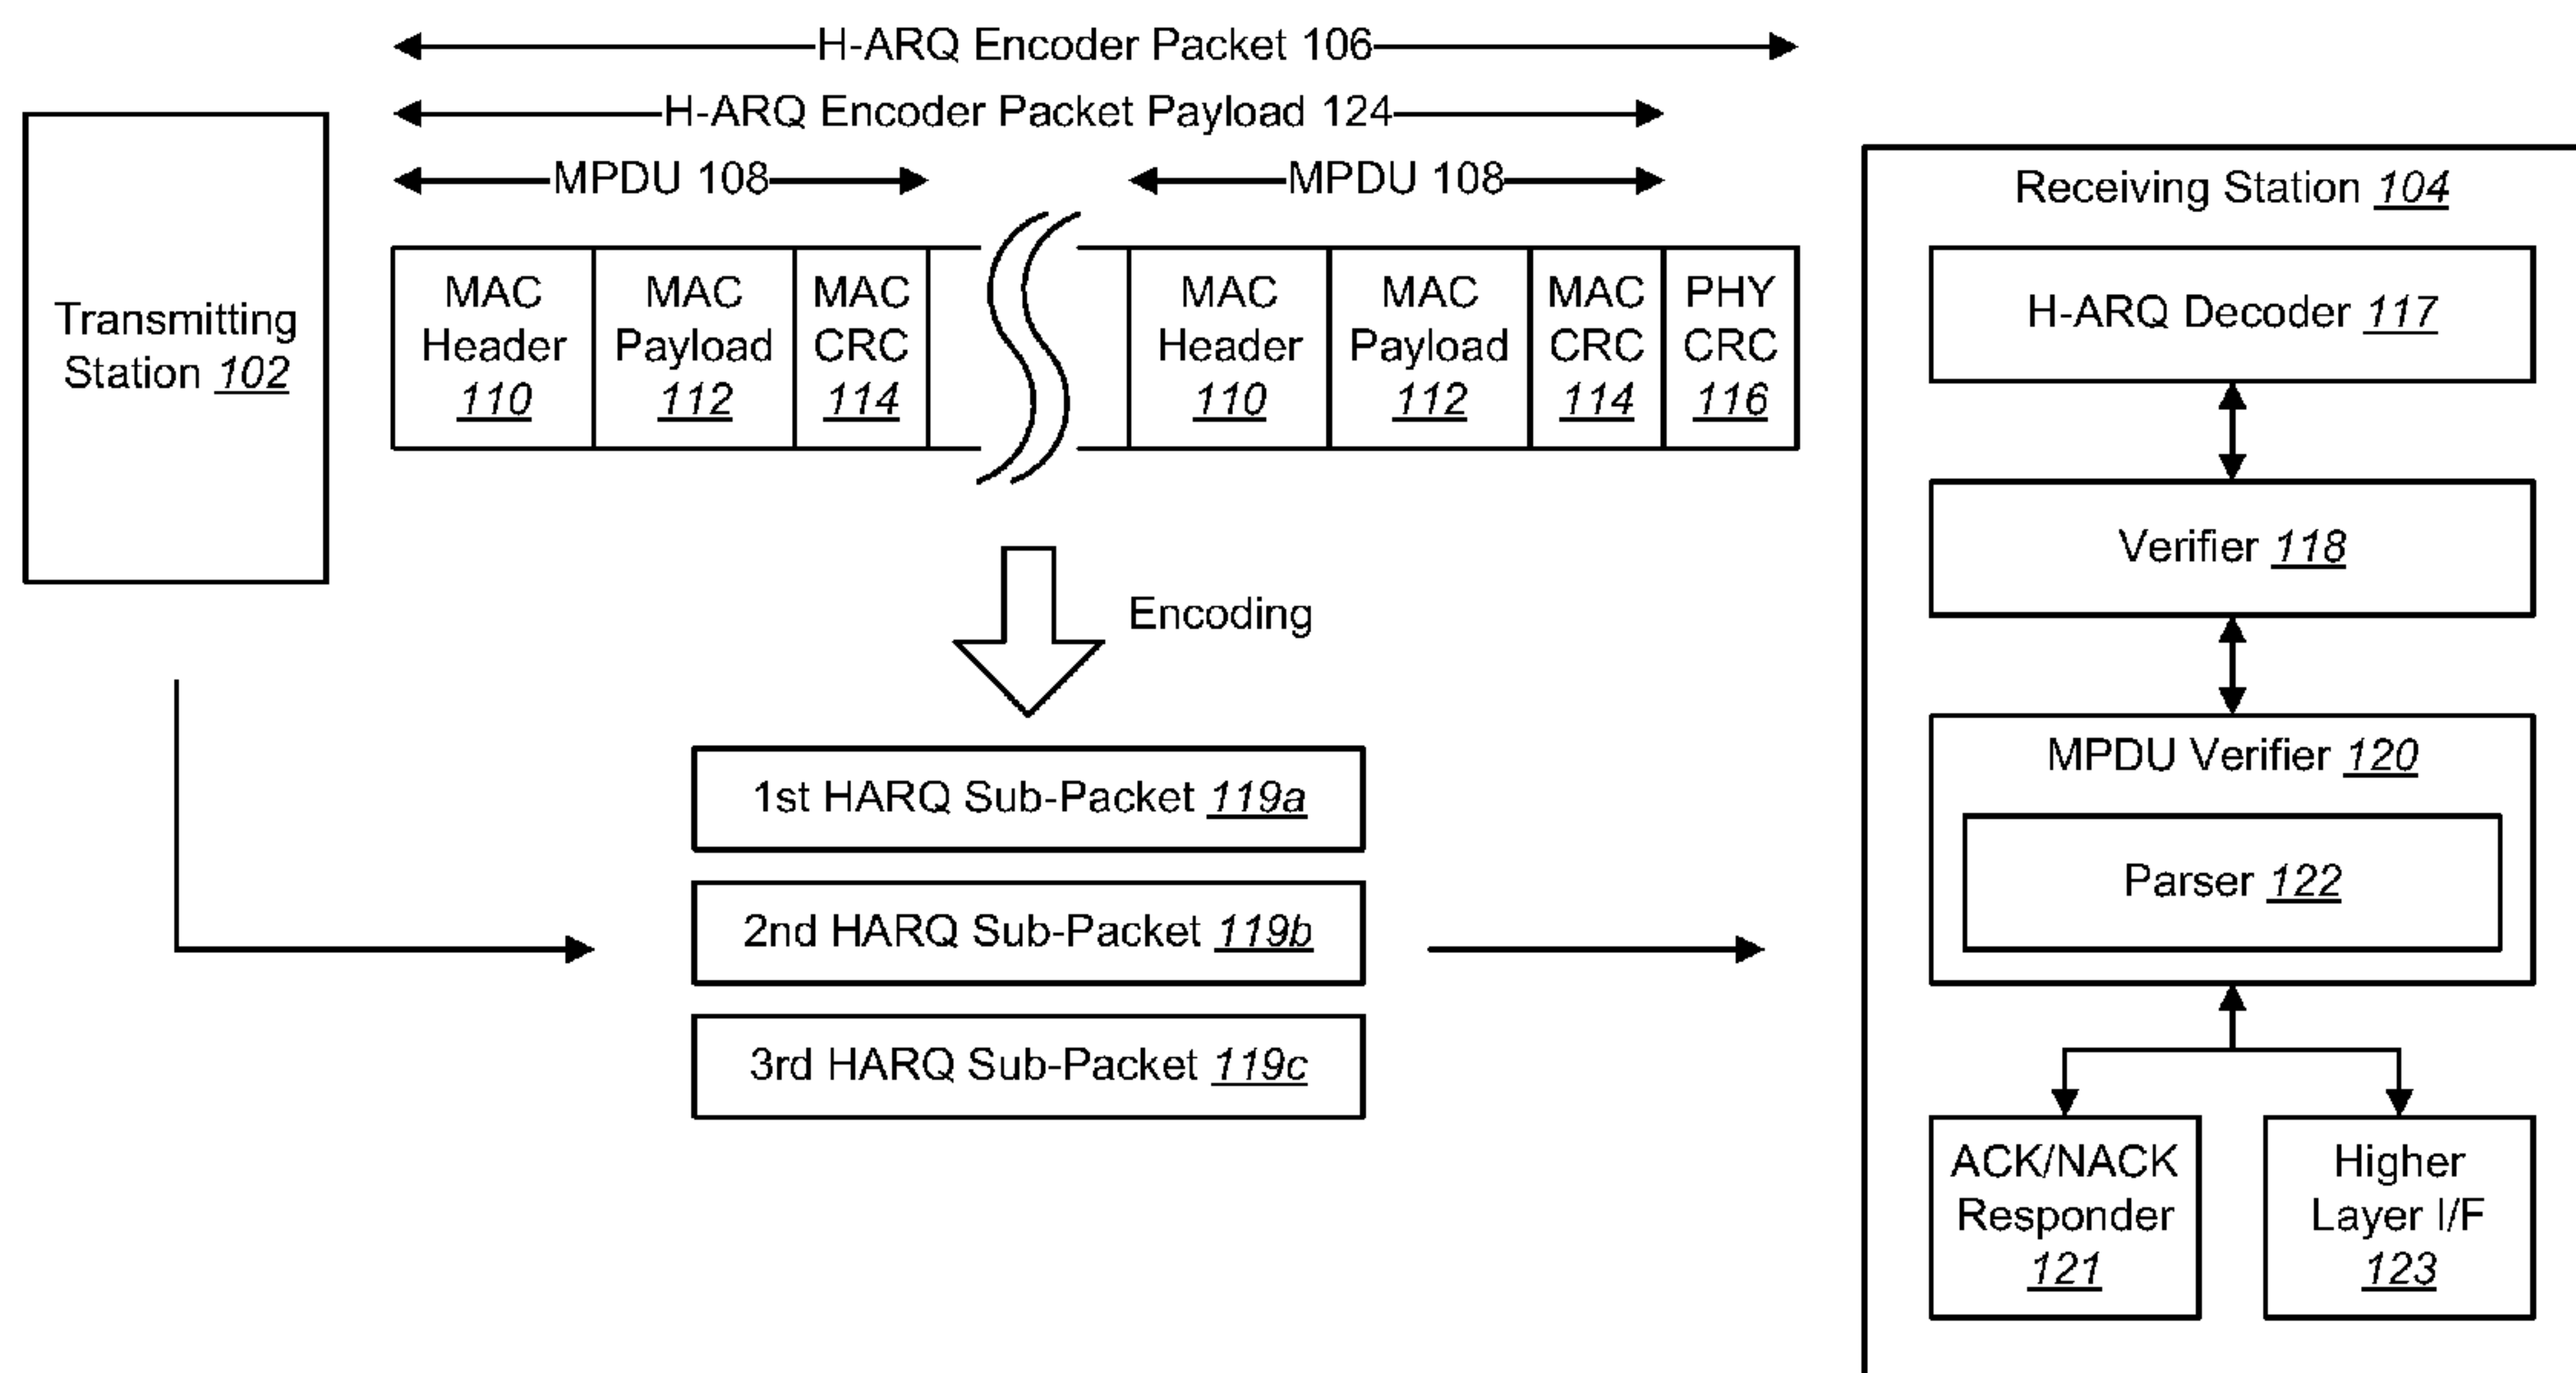 H-ARQ Encoder Packet 106
H-ARQ Encoder Packet Payload 124
MPDU 108
MPDU 108
Transmitting
Station 102
MAC
Header
110
MAC
Payload
112
MAC
CRC
114
MAC
Header
110
MAC
Payload
112
MAC
CRC
114
PHY
CRC
116
Encoding
1st HARQ Sub-Packet 119a
2nd HARQ Sub-Packet 119b
3rd HARQ Sub-Packet 119c
Receiving Station 104
H-ARQ Decoder 117
Verifier 118
MPDU Verifier 120
Parser 122
ACK/NACK
Responder
121
Higher
Layer I/F
123